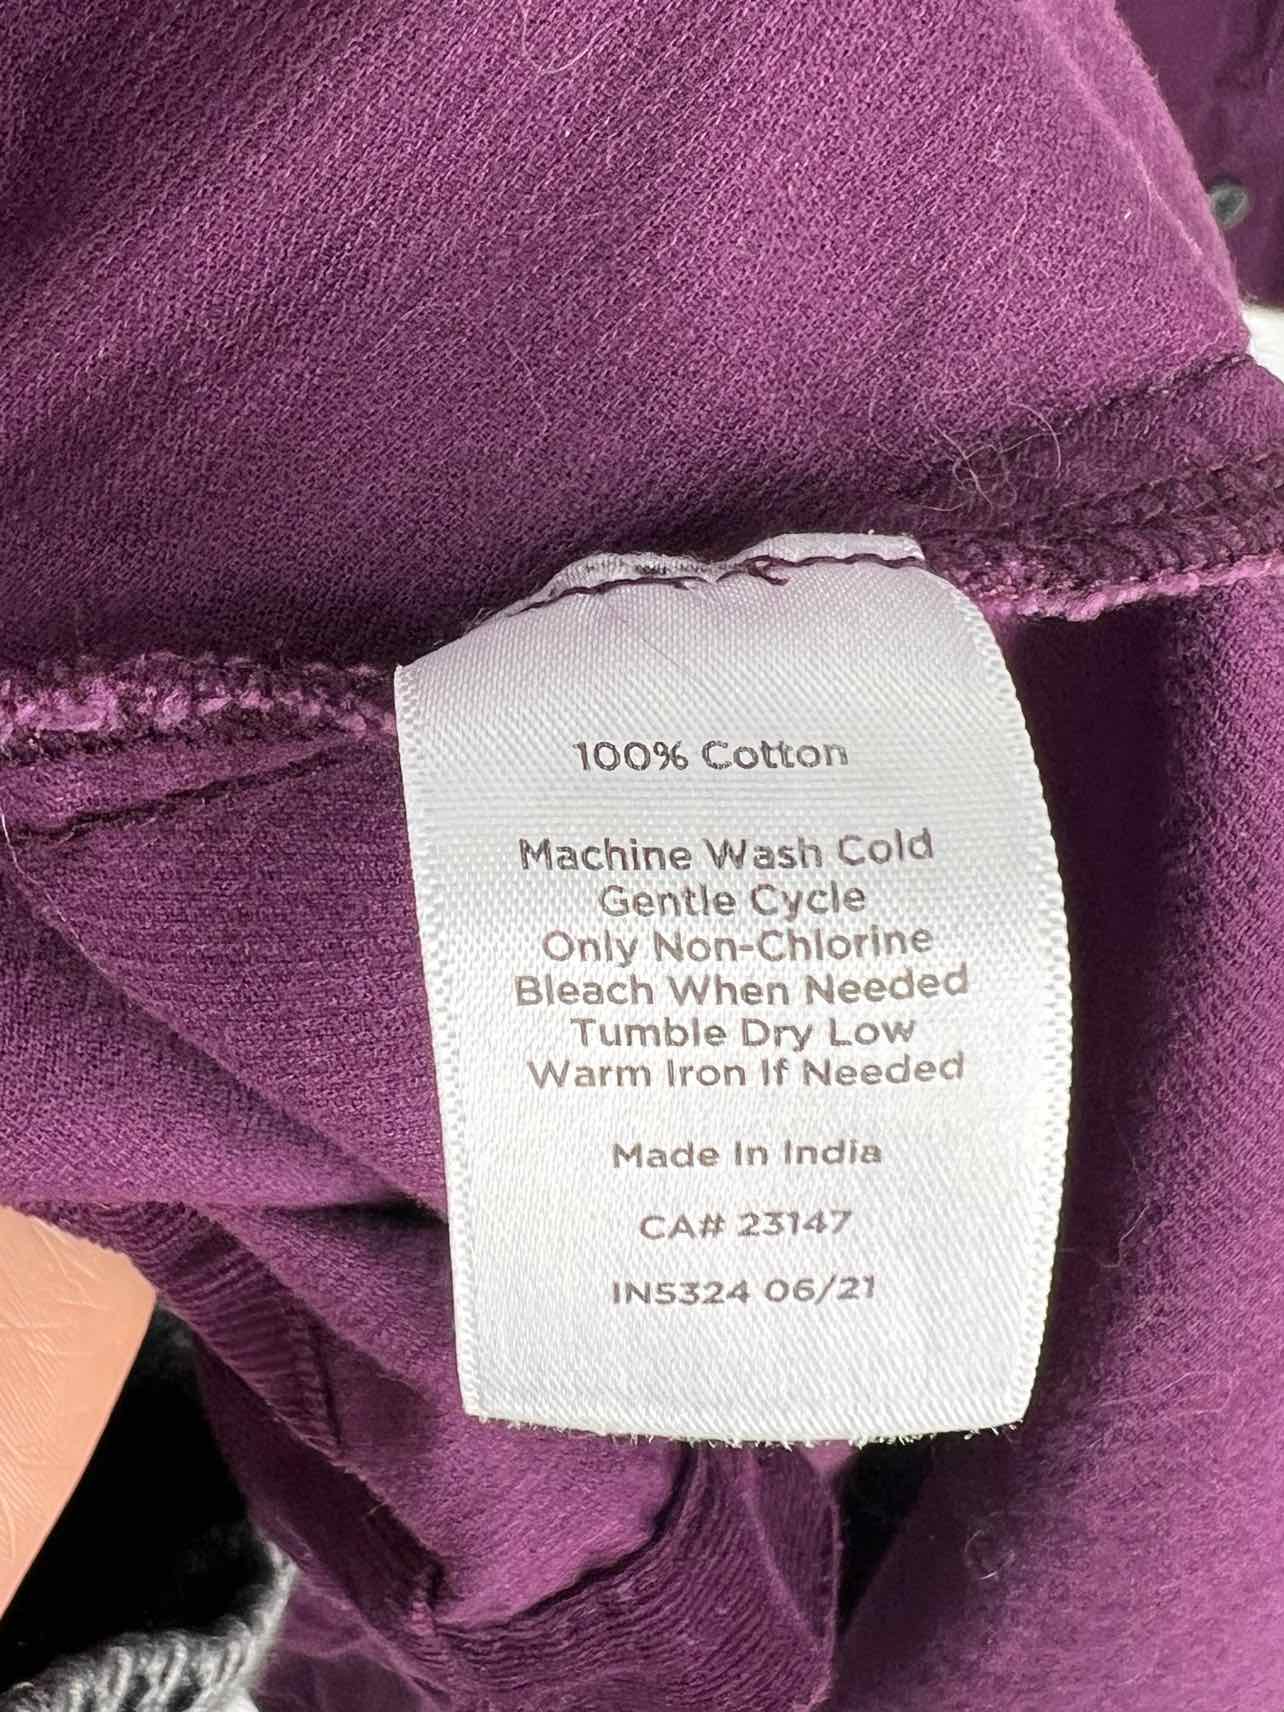 100% Cotton
Machine Wash Cold
Gentle Cycle
Only Non-Chlorine
Bleach When Needed
Tumble Dry Low
Warm Iron If Needed
Made In India
CA# 23147
IN5324 06/21